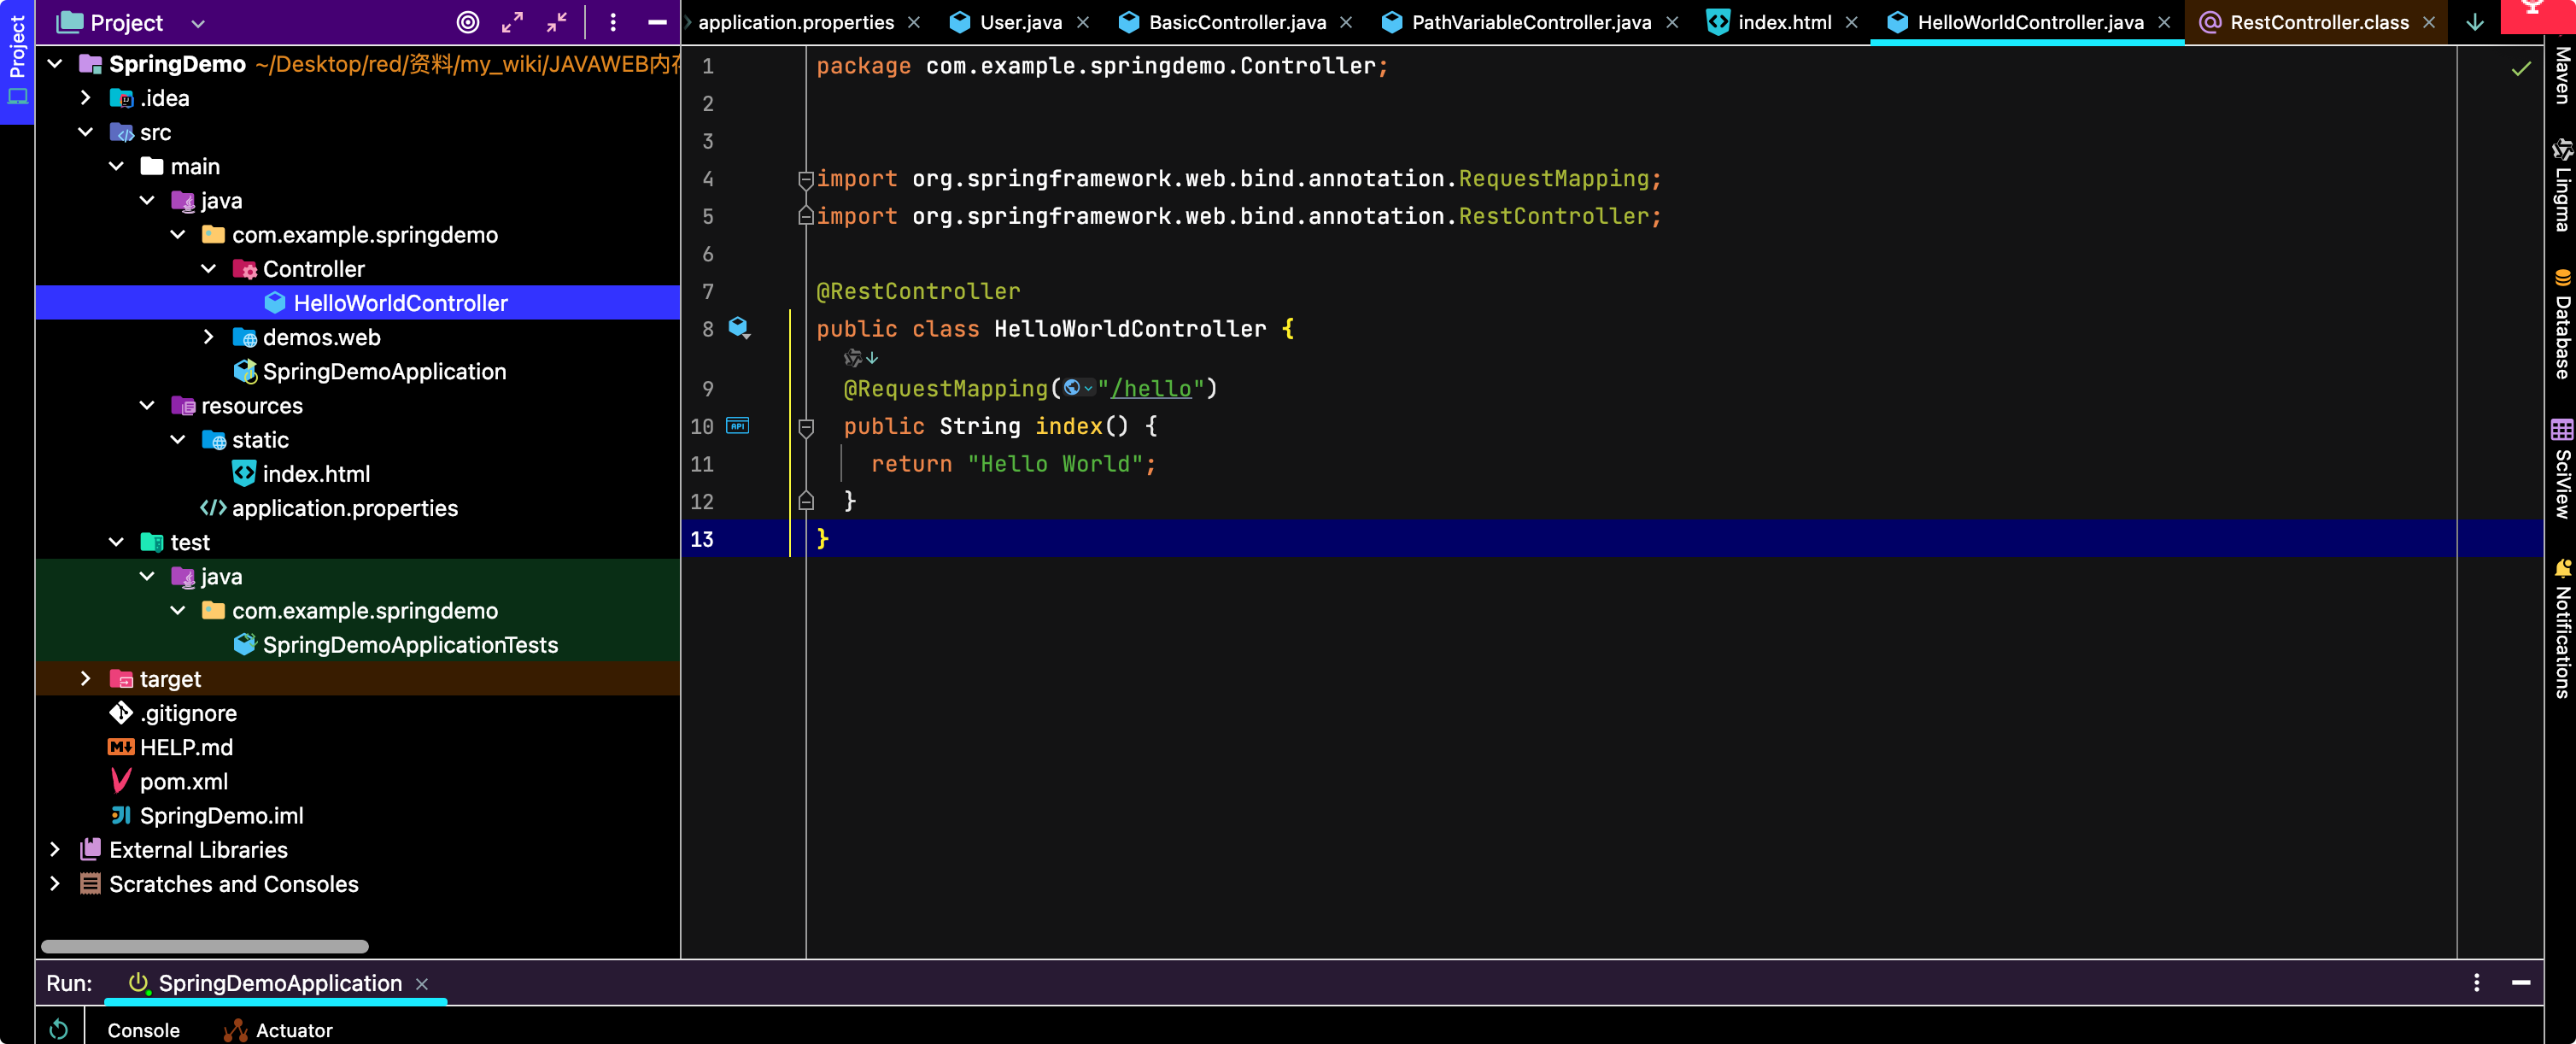 Project
application.properties
User.java
BasicController.java
PathVariableController.java
index.html
HelloWorldController.java
RestController.class
Project
SpringDemo ~/Desktop/red/资料/my_wiki/JAVAWEB内
.idea
src
main
java
com.example.springdemo
Controller
HelloWorldController
demos.web
SpringDemoApplication
resources
static
index.html
application.properties
test
java
com.example.springdemo
SpringDemoApplicationTests
target
.gitignore
HELP.md
pom.xml
SpringDemo.iml
External Libraries
Scratches and Consoles
1 package com.example.springdemo.Controller;
2
3
4 import org.springframework.web.bind.annotation.RequestMapping;
5 import org.springframework.web.bind.annotation.RestController;
6
7 @RestController
8 public class HelloWorldController {
9 @RequestMapping("/hello")
10 API public String index() {
11 return "Hello World";
12 }
13 }
Maven
Lingma
Database
SciView
Notifications
Run: SpringDemoApplication
Console Actuator